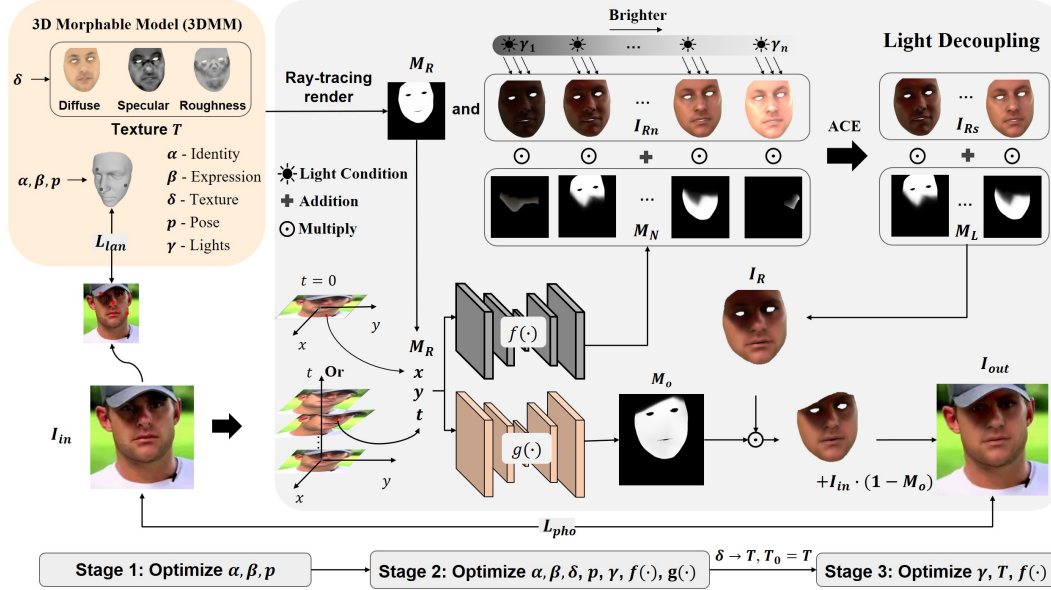 3D Morphable Model (3DMM)
δ
Diffuse
Specular
Roughness
Texture T
α, β, p
α - Identity
β - Expression
δ - Texture
p - Pose
γ - Lights
L_lan
I_in
Ray-tracing
render
M_R
and
Brighter
γ_1
...
γ_n
Light Decoupling
...
I_Rn
ACE
...
I_Rs
Light Condition
Addition
Multiply
...
M_N
...
M_L
t = 0
y
x
t
Or
y
x
M_R
x
y
t
f(·)
g(·)
M_o
I_R
I_out
+I_in · (1 − M_o)
L_pho
Stage 1: Optimize α, β, p
Stage 2: Optimize α, β, δ, p, γ, f(·), g(·)
δ → T, T_0 = T
Stage 3: Optimize γ, T, f(·)